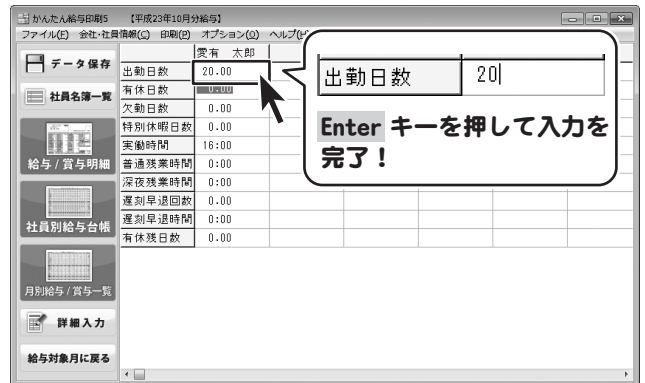 かんたん給与印刷5 【平成23年10月分給与】
ファイル(F) 会社・社員情報(C) 印刷(P) オプション(O) ヘルプ(H)
データ保存
社員名簿一覧
給与/賞与明細
社員別給与台帳
月別給与/賞与一覧
詳細入力
給与対象月に戻る
愛有 太郎
出勤日数 20.00
有休日数 0.00
欠勤日数 0.00
特別休暇日数 0.00
実働時間 16:00
普通残業時間 0:00
深夜残業時間 0:00
遅刻早退回数 0.00
遅刻早退時間 0:00
有休残日数 0.00
出勤日数 20
Enter キーを押して入力を
完了！